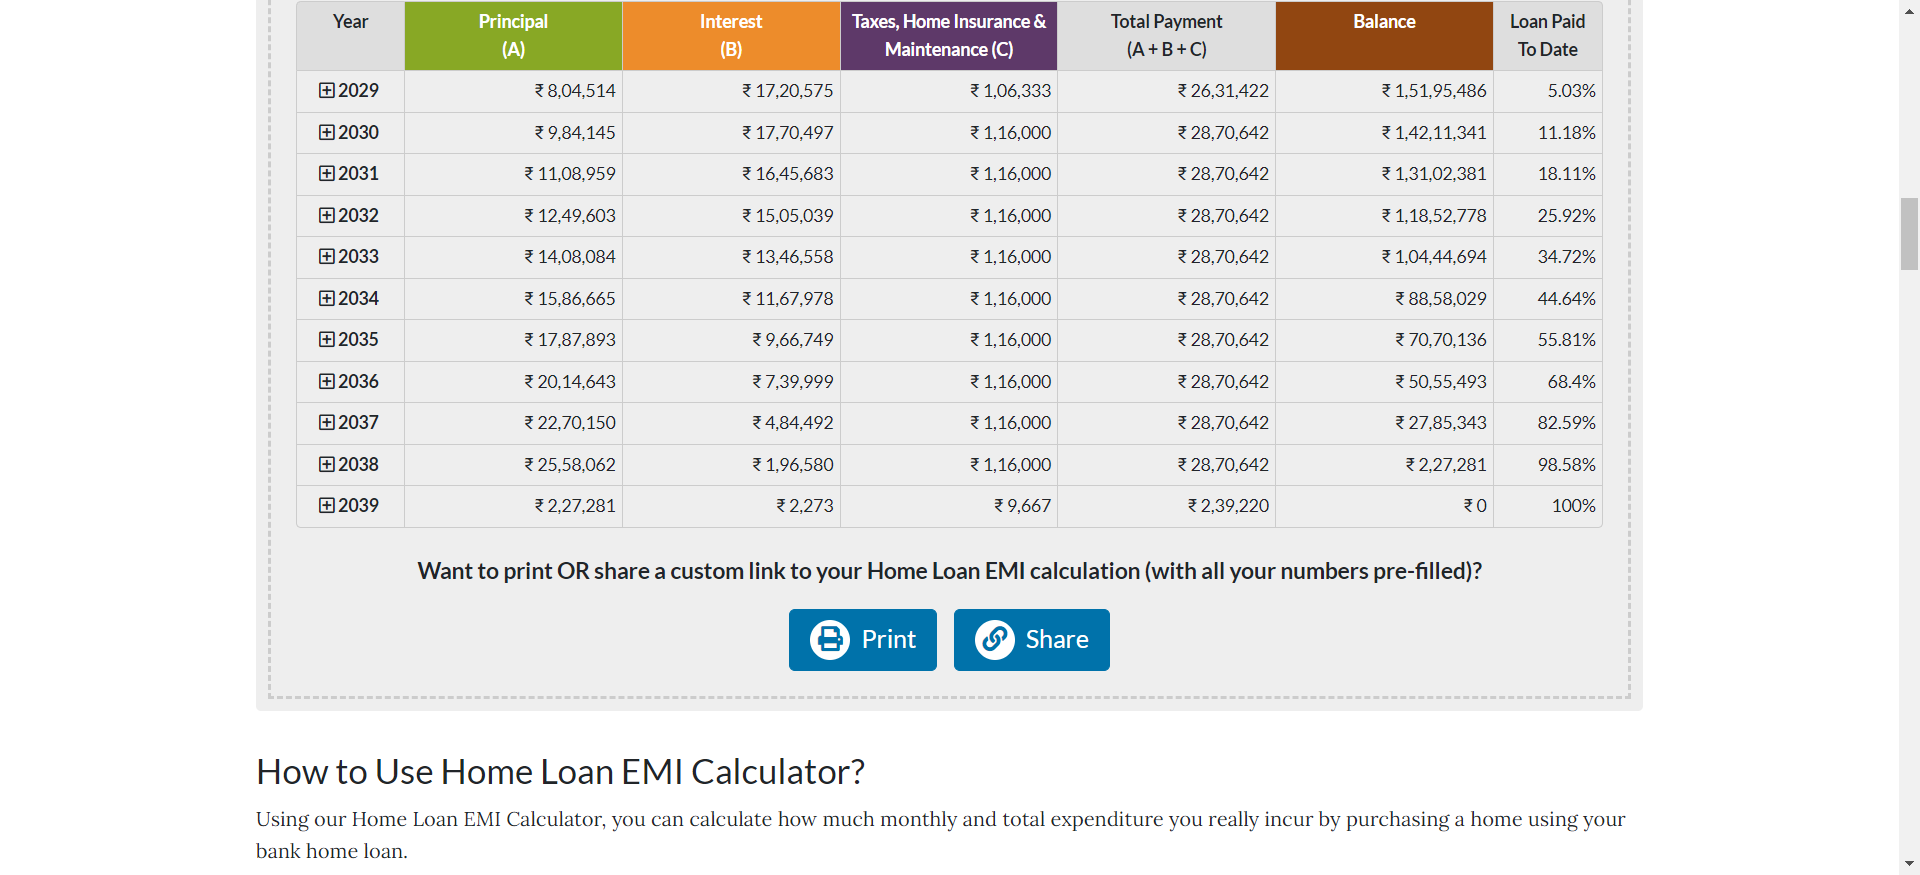 Year Principal (A) Interest (B) Taxes, Home Insurance & Maintenance (C) Total Payment (A + B + C) Balance Loan Paid To Date
2029 ₹ 8,04,514 ₹ 17,20,575 ₹ 1,06,333 ₹ 26,31,422 ₹ 1,51,95,486 5.03%
2030 ₹ 9,84,145 ₹ 17,70,497 ₹ 1,16,000 ₹ 28,70,642 ₹ 1,42,11,341 11.18%
2031 ₹ 11,08,959 ₹ 16,45,683 ₹ 1,16,000 ₹ 28,70,642 ₹ 1,31,02,381 18.11%
2032 ₹ 12,49,603 ₹ 15,05,039 ₹ 1,16,000 ₹ 28,70,642 ₹ 1,18,52,778 25.92%
2033 ₹ 14,08,084 ₹ 13,46,558 ₹ 1,16,000 ₹ 28,70,642 ₹ 1,04,44,694 34.72%
2034 ₹ 15,86,665 ₹ 11,67,978 ₹ 1,16,000 ₹ 28,70,642 ₹ 88,58,029 44.64%
2035 ₹ 17,87,893 ₹ 9,66,749 ₹ 1,16,000 ₹ 28,70,642 ₹ 70,70,136 55.81%
2036 ₹ 20,14,643 ₹ 7,39,999 ₹ 1,16,000 ₹ 28,70,642 ₹ 50,55,493 68.4%
2037 ₹ 22,70,150 ₹ 4,84,492 ₹ 1,16,000 ₹ 28,70,642 ₹ 27,85,343 82.59%
2038 ₹ 25,58,062 ₹ 1,96,580 ₹ 1,16,000 ₹ 28,70,642 ₹ 2,27,281 98.58%
2039 ₹ 2,27,281 ₹ 2,273 ₹ 9,667 ₹ 2,39,220 ₹ 0 100%
Want to print OR share a custom link to your Home Loan EMI calculation (with all your numbers pre-filled)?
Print Share
How to Use Home Loan EMI Calculator?
Using our Home Loan EMI Calculator, you can calculate how much monthly and total expenditure you really incur by purchasing a home using your
bank home loan.